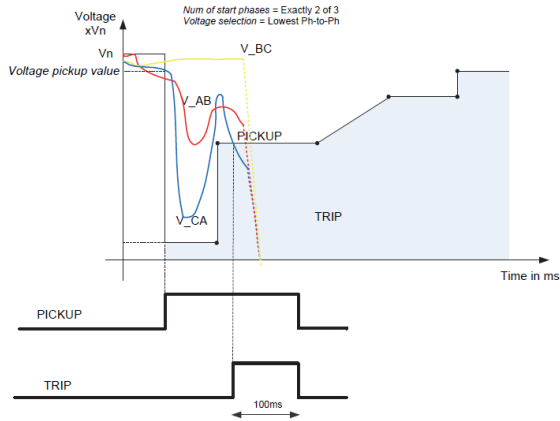 Voltage
xVn
Num of start phases = Exactly 2 of 3
Voltage selection = Lowest Ph-to-Ph
Vn
V_BC
Voltage pickup value
V_AB
PICKUP
V_CA
TRIP
Time in ms
PICKUP
TRIP
100ms